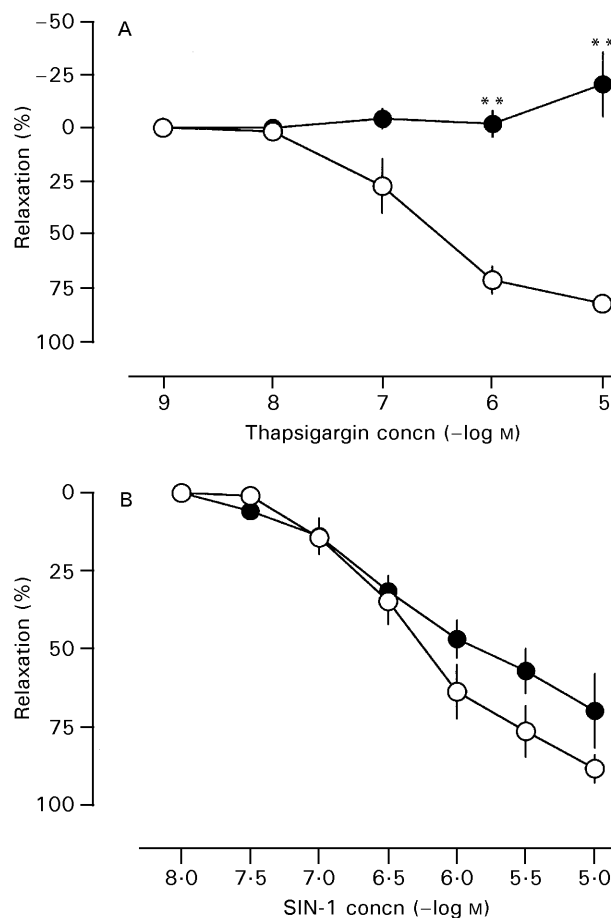 A
−50
−25
0
25
50
75
100
Relaxation (%)
**
**
9 8 7 6 5
Thapsigargin concn (−log M)
B
0
25
50
75
100
Relaxation (%)
8·0 7·5 7·0 6·5 6·0 5·5 5·0
SIN-1 concn (−log M)